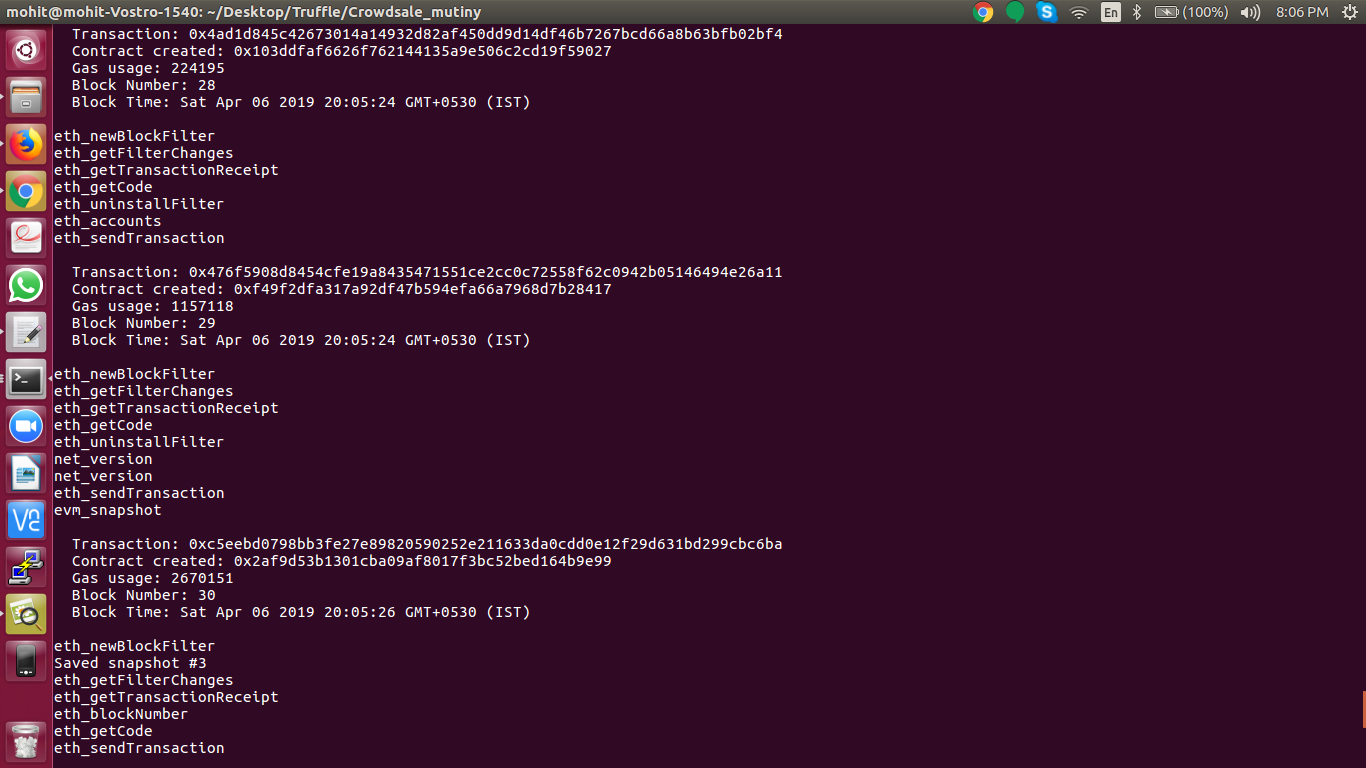 mohit@mohit-Vostro-1540: ~/Desktop/Truffle/Crowdsale_mutiny
En
(100%)
8:06 PM
Transaction: 0x4ad1d845c42673014a14932d82af450dd9d14df46b7267bcd66a8b63bfb02bf4
Contract created: 0x103ddfaf6626f762144135a9e506c2cd19f59027
Gas usage: 224195
Block Number: 28
Block Time: Sat Apr 06 2019 20:05:24 GMT+0530 (IST)
eth_newBlockFilter
eth_getFilterChanges
eth_getTransactionReceipt
eth_getCode
eth_uninstallFilter
eth_accounts
eth_sendTransaction
Transaction: 0x476f5908d8454cfe19a8435471551ce2cc0c72558f62c0942b05146494e26a11
Contract created: 0xf49f2dfa317a92df47b594efa66a7968d7b28417
Gas usage: 1157118
Block Number: 29
Block Time: Sat Apr 06 2019 20:05:24 GMT+0530 (IST)
eth_newBlockFilter
eth_getFilterChanges
eth_getTransactionReceipt
eth_getCode
eth_uninstallFilter
net_version
net_version
eth_sendTransaction
evm_snapshot
Transaction: 0xc5eebd0798bb3fe27e89820590252e211633da0cdd0e12f29d631bd299cbc6ba
Contract created: 0x2af9d53b1301cba09af8017f3bc52bed164b9e99
Gas usage: 2670151
Block Number: 30
Block Time: Sat Apr 06 2019 20:05:26 GMT+0530 (IST)
eth_newBlockFilter
Saved snapshot #3
eth_getFilterChanges
eth_getTransactionReceipt
eth_blockNumber
eth_getCode
eth_sendTransaction